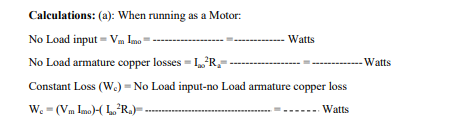 Calculations: (a): When running as a Motor:
No Load input = Vm Imo = ------------------- =-------------- Watts
No Load armature copper losses = Iao²Ra= --------------------- = --------------Watts
Constant Loss (Wc) = No Load input-no Load armature copper loss
Wc = (Vm Imo)-( Iao²Ra)=------------------------------------ = ------ Watts